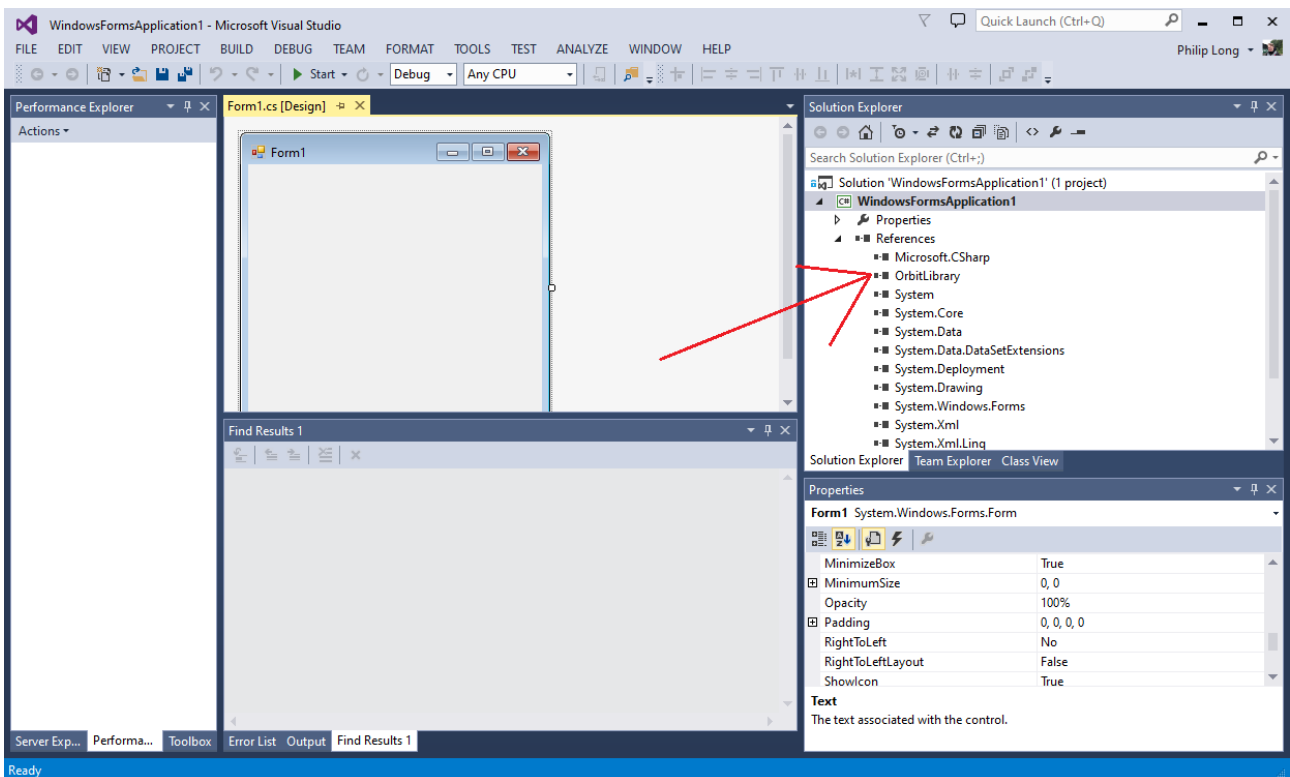 WindowsFormsApplication1 - Microsoft Visual Studio
Quick Launch (Ctrl+Q)
FILE EDIT VIEW PROJECT BUILD DEBUG TEAM FORMAT TOOLS TEST ANALYZE WINDOW HELP
Philip Long
Start Debug Any CPU
Performance Explorer
Actions
Form1.cs [Design]
Form1
Find Results 1
Server Exp... Performa... Toolbox
Error List Output Find Results 1
Solution Explorer
Search Solution Explorer (Ctrl+;)
Solution 'WindowsFormsApplication1' (1 project)
C# WindowsFormsApplication1
Properties
References
Microsoft.CSharp
OrbitLibrary
System
System.Core
System.Data
System.Data.DataSetExtensions
System.Deployment
System.Drawing
System.Windows.Forms
System.Xml
System.Xml.Linq
Solution Explorer Team Explorer Class View
Properties
Form1 System.Windows.Forms.Form
MinimizeBox True
MinimumSize 0, 0
Opacity 100%
Padding 0, 0, 0, 0
RightToLeft No
RightToLeftLayout False
ShowIcon True
Text
The text associated with the control.
Ready